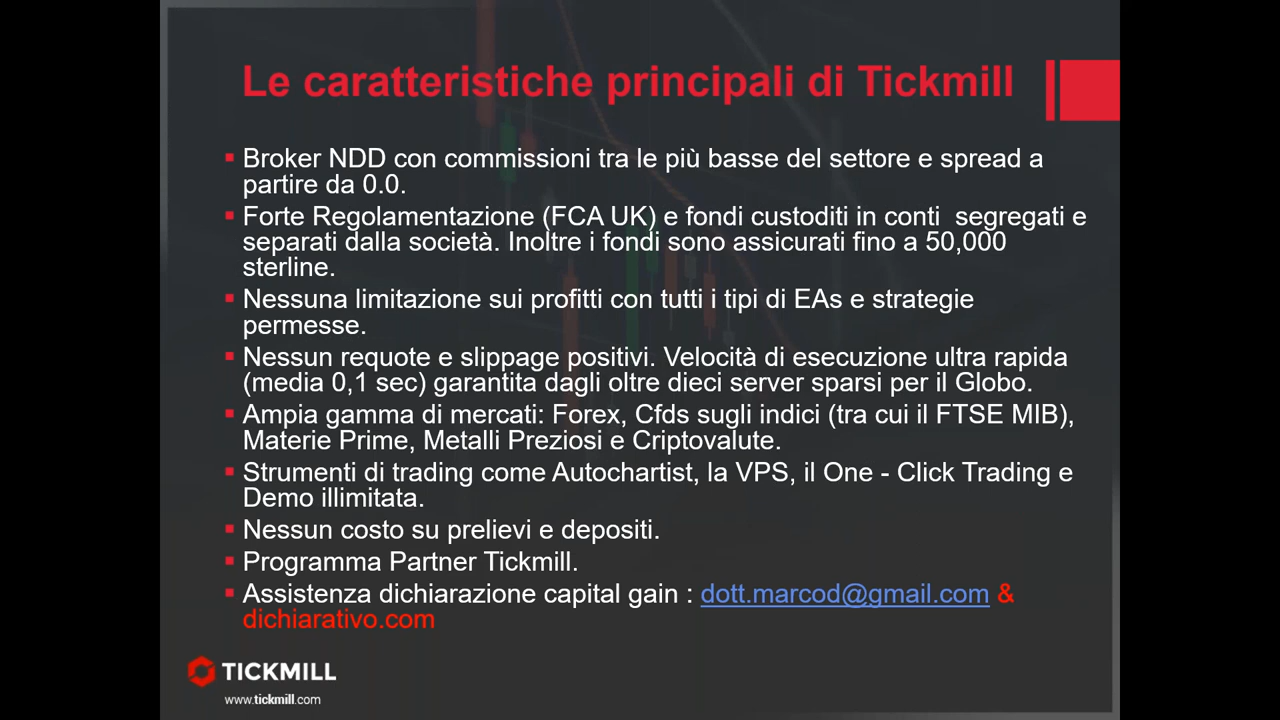 Le caratteristiche principali di Tickmill
▪ Broker NDD con commissioni tra le più basse del settore e spread a
partire da 0.0.
▪ Forte Regolamentazione (FCA UK) e fondi custoditi in conti  segregati e
separati dalla società. Inoltre i fondi sono assicurati fino a 50,000
sterline.
▪ Nessuna limitazione sui profitti con tutti i tipi di EAs e strategie
permesse.
▪ Nessun requote e slippage positivi. Velocità di esecuzione ultra rapida
(media 0,1 sec) garantita dagli oltre dieci server sparsi per il Globo.
▪ Ampia gamma di mercati: Forex, Cfds sugli indici (tra cui il FTSE MIB),
Materie Prime, Metalli Preziosi e Criptovalute.
▪ Strumenti di trading come Autochartist, la VPS, il One - Click Trading e
Demo illimitata.
▪ Nessun costo su prelievi e depositi.
▪ Programma Partner Tickmill.
▪ Assistenza dichiarazione capital gain : dott.marcod@gmail.com &
dichiarativo.com
TICKMILL
www.tickmill.com